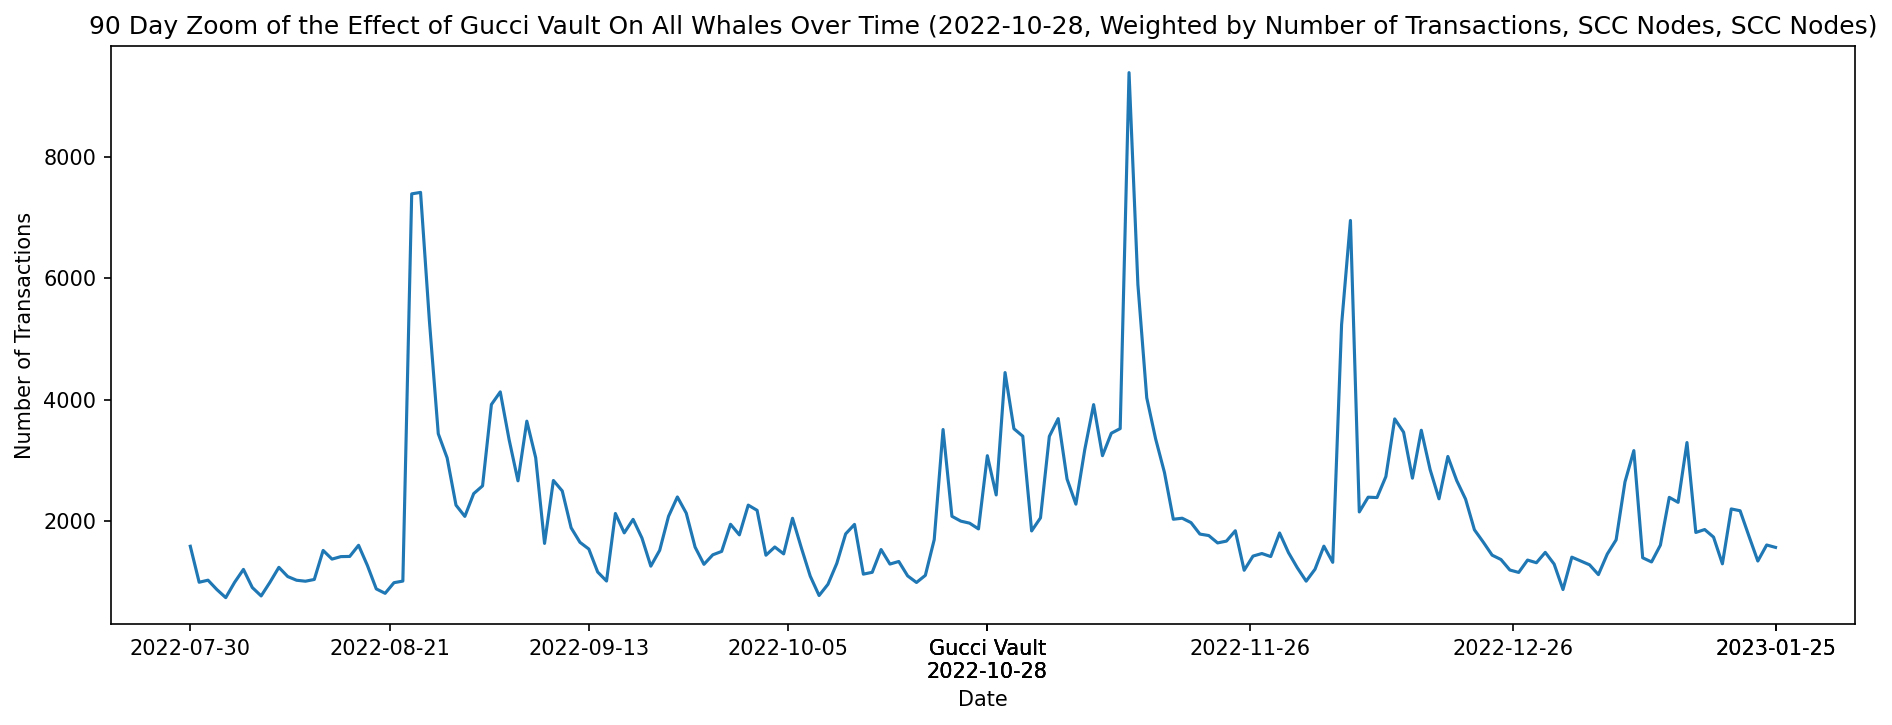 90 Day Zoom of the Effect of Gucci Vault On All Whales Over Time (2022-10-28, Weighted by Number of Transactions, SCC Nodes, SCC Nodes)
Number of Transactions
8000
6000
4000
2000
2022-07-30 2022-08-21 2022-09-13 2022-10-05 Gucci Vault 2022-11-26 2022-12-26 2023-01-25
2022-10-28
Date